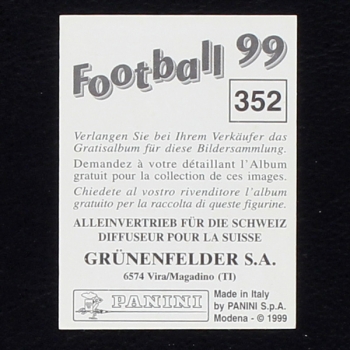 Football 99
352
Verlangen Sie bei Ihrem Verkäufer das
Gratisalbum für diese Bildersammlung.
Demandez à votre détaillant l'Album
gratuit pour la collection de ces images.
Chiedete al vostro rivenditore l'album
gratuito per la raccolta di queste figurine.
ALLEINVERTRIEB FÜR DIE SCHWEIZ
DIFFUSEUR POUR LA SUISSE
GRÜNENFELDER S.A.
6574 Vira/Magadino (TI)
PANINI
Made in Italy
by PANINI S.p.A.
Modena - © 1999